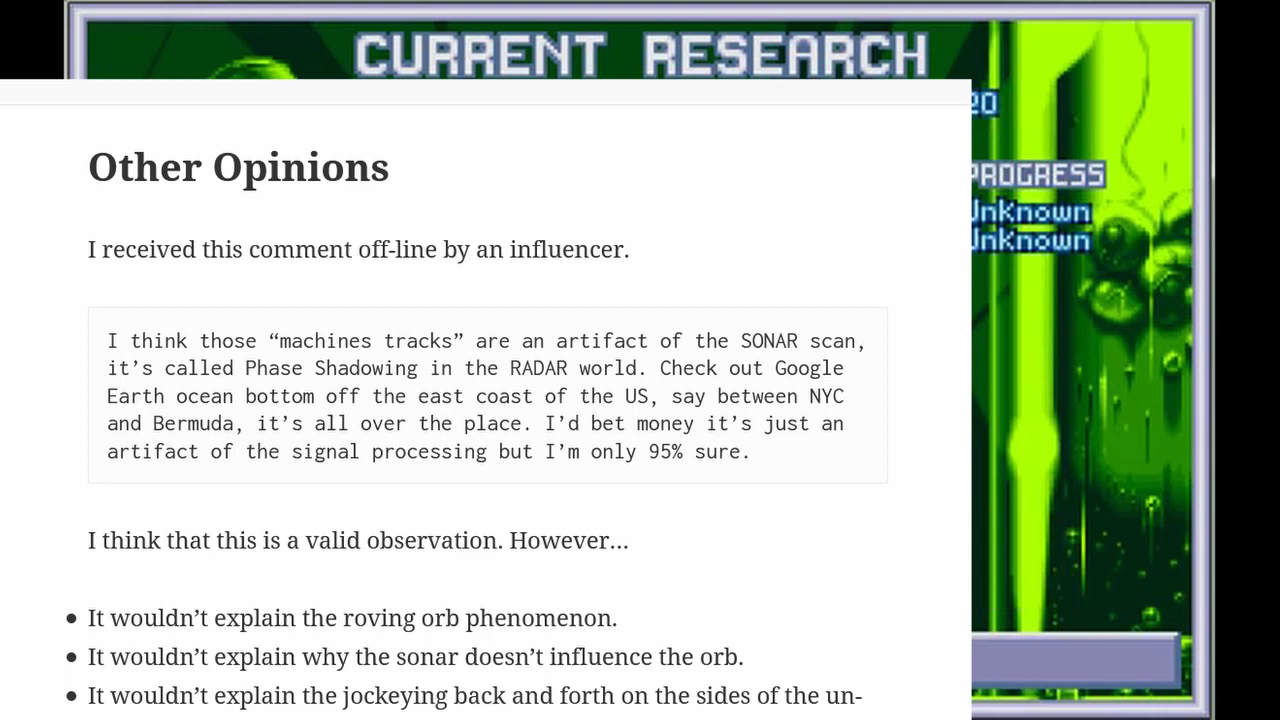 CURRENT RESEARCH
20
PROGRESS
Unknown
Unknown
Other Opinions
I received this comment off-line by an influencer.
I think those “machines tracks” are an artifact of the SONAR scan,
it’s called Phase Shadowing in the RADAR world. Check out Google
Earth ocean bottom off the east coast of the US, say between NYC
and Bermuda, it’s all over the place. I’d bet money it’s just an
artifact of the signal processing but I’m only 95% sure.
I think that this is a valid observation. However…
• It wouldn’t explain the roving orb phenomenon.
• It wouldn’t explain why the sonar doesn’t influence the orb.
• It wouldn’t explain the jockeying back and forth on the sides of the un-